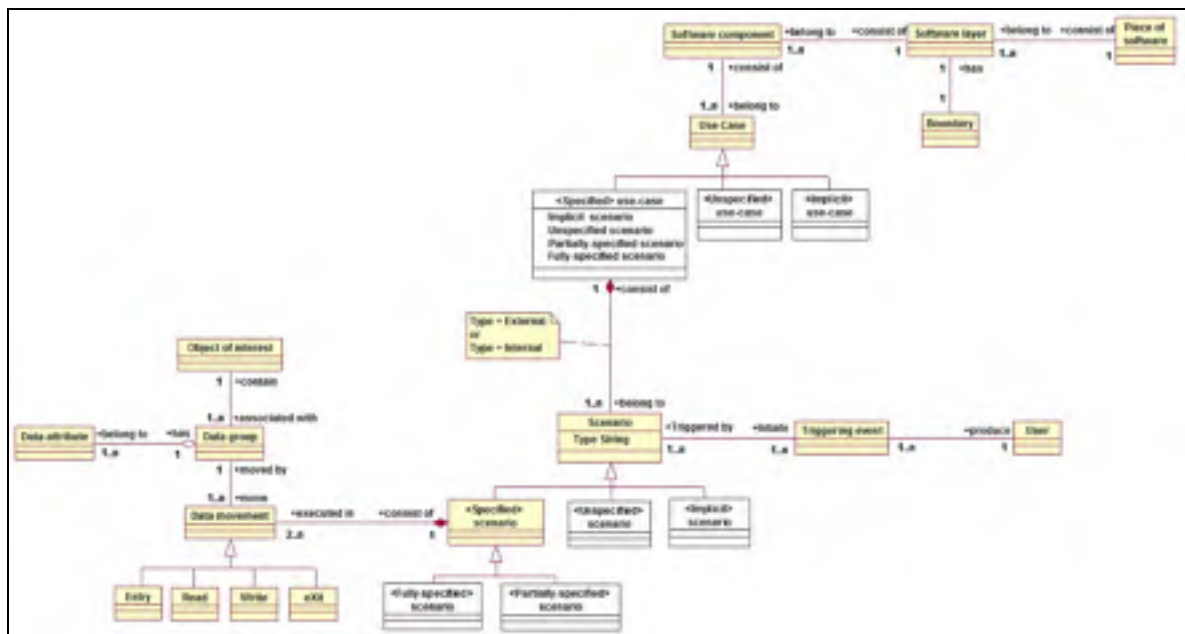 Software component
+belong to
+consist of
Software layer
+belong to
+consist of
Piece of
software
1..n
1
1..n
1
1
+consist of
1
+has
1..n
+belong to
1
Use-Case
Boundary
<Specified> use-case
Implicit scenario
Unspecified scenario
Partially specified scenario
Fully specified scenario
<Unspecified>
use-case
<Implicit>
use-case
1
+consist of
Type = External
or
Type = Internal
Object of interest
1
+contain
1..n
+associated with
1..n
+belong to
Data attribute
+belong to
+has
Data group
1..n
1
Scenario
Type String
+Triggered by
+Initiate
Triggering event
+produce
User
1..n
1..n
1..n
1
1
+moved by
1..n
+move
Data movement
+executed in
+consist of
2..n
1
<Specified>
scenario
<Unspecified>
scenario
<Implicit>
scenario
Entry
Read
Write
eXit
<Fully specified>
scenario
<Partially specified>
scenario